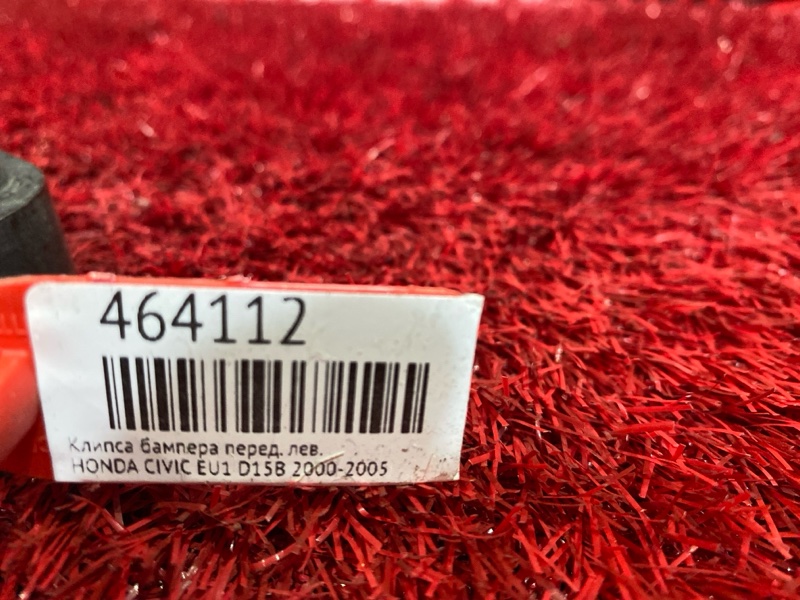 464112
Клипса бампера перед. лев.
HONDA CIVIC EU1 D15B 2000-2005